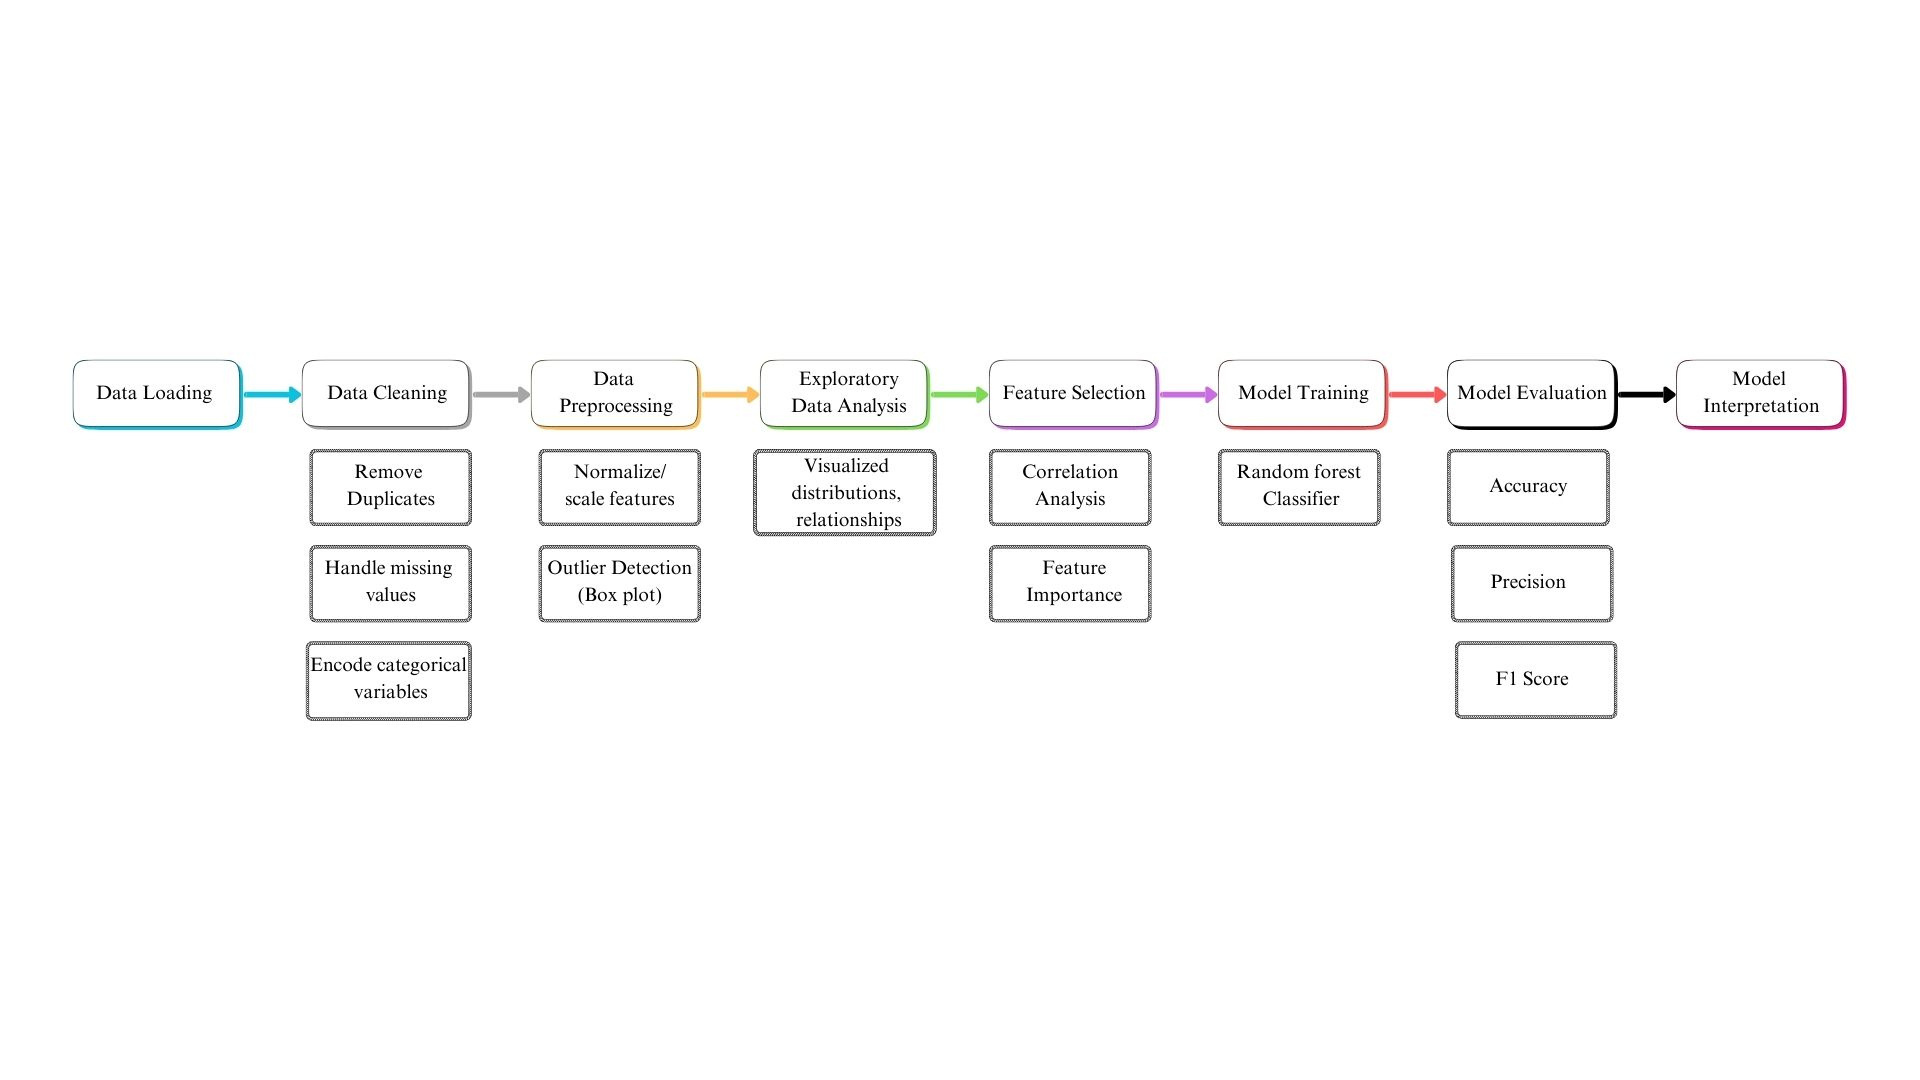 Data Loading
Data Cleaning
Data
Preprocessing
Exploratory
Data Analysis
Feature Selection
Model Training
Model Evaluation
Model
Interpretation
Remove
Duplicates
Handle missing
values
Encode categorical
variables
Normalize/
scale features
Outlier Detection
(Box plot)
Visualized
distributions,
relationships
Correlation
Analysis
Feature
Importance
Random forest
Classifier
Accuracy
Precision
F1 Score